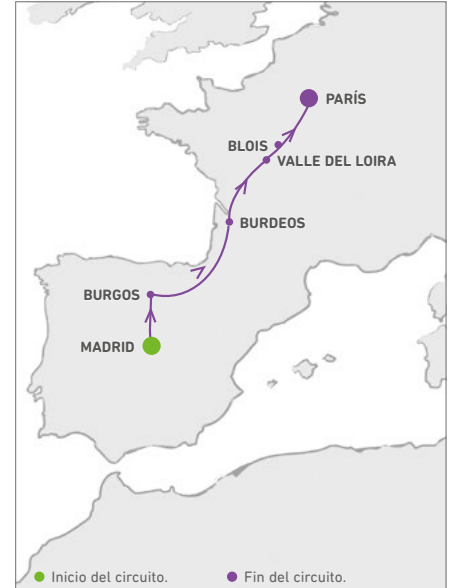 PARÍS
BLOIS
VALLE DEL LOIRA
BURDEOS
BURGOS
MADRID
Inicio del circuito.
Fin del circuito.